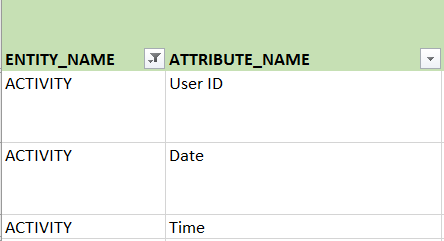 ENTITY_NAME ATTRIBUTE_NAME
ACTIVITY User ID
ACTIVITY Date
ACTIVITY Time